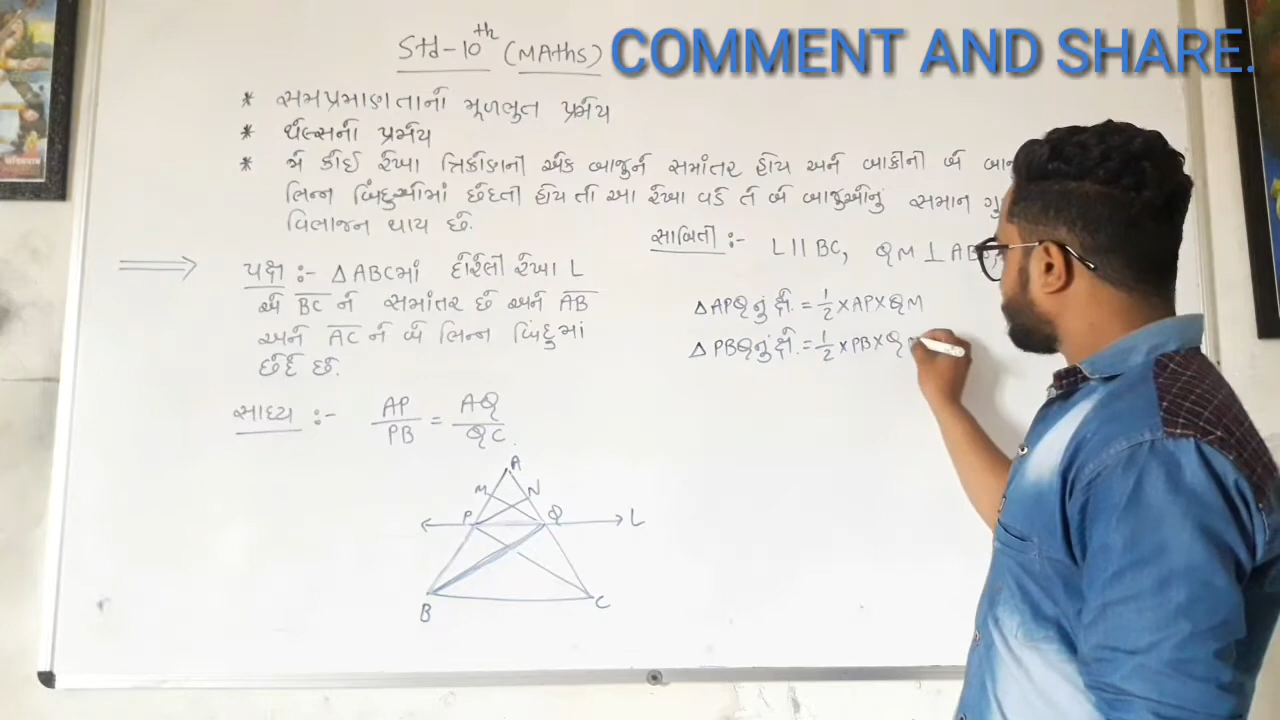 COMMENT AND SHARE.
Std-10th (MAths)
* સમપ્રમાણતાનો મૂળભુત પ્રમેય
* થેલ્સનો પ્રમેય
* જો કોઈ રેખા ત્રિકોણની એક બાજુને સમાંતર હોય અને બાકીની બે
ભિન્ન બિંદુઓમાં છેદતી હોય તો આ રેખા વડે તે બે બાજુઓનું સમાન
વિભાજન થાય છે.
સાબિતી :- L || BC, QM ⊥ AB
⟹ પક્ષ :- △ABCમાં દોરેલી રેખા L
એ BC ને સમાંતર છે અને AB
અને AC ને બે ભિન્ન બિંદુમાં
છેદે છે.
△APQનું ક્ષે. = 1/2 × AP × QM
△PBQનું ક્ષે. = 1/2 × PB × Q
સાધ્ય :- AP/PB = AQ/QC.
A
M N
P Q L
B C